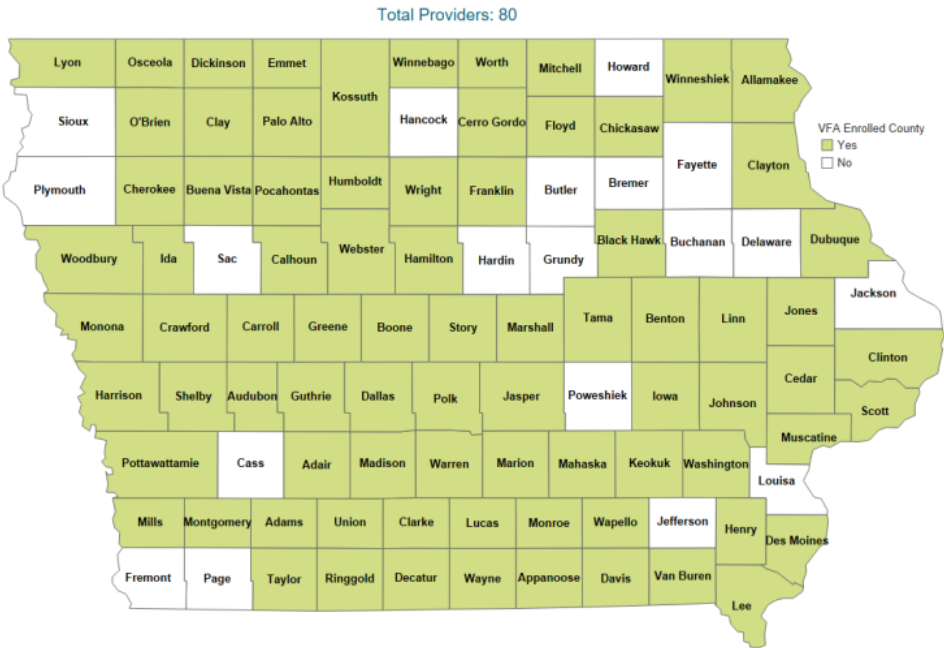 Total Providers: 80
Lyon Osceola Dickinson Emmet Kossuth Winnebago Worth Mitchell Howard Winneshiek Allamakee
Sioux O'Brien Clay Palo Alto Hancock Cerro Gordo Floyd Chickasaw Fayette Clayton
VFA Enrolled County
Yes
No
Plymouth Cherokee Buena Vista Pocahontas Humboldt Wright Franklin Butler Bremer
Woodbury Ida Sac Calhoun Webster Hamilton Hardin Grundy Black Hawk Buchanan Delaware Dubuque
Jackson
Monona Crawford Carroll Greene Boone Story Marshall Tama Benton Linn Jones
Clinton
Harrison Shelby Audubon Guthrie Dallas Polk Jasper Poweshiek Iowa Johnson Cedar Scott
Muscatine
Pottawattamie Cass Adair Madison Warren Marion Mahaska Keokuk Washington Louisa
Mills Montgomery Adams Union Clarke Lucas Monroe Wapello Jefferson Henry Des Moines
Fremont Page Taylor Ringgold Decatur Wayne Appanoose Davis Van Buren Lee